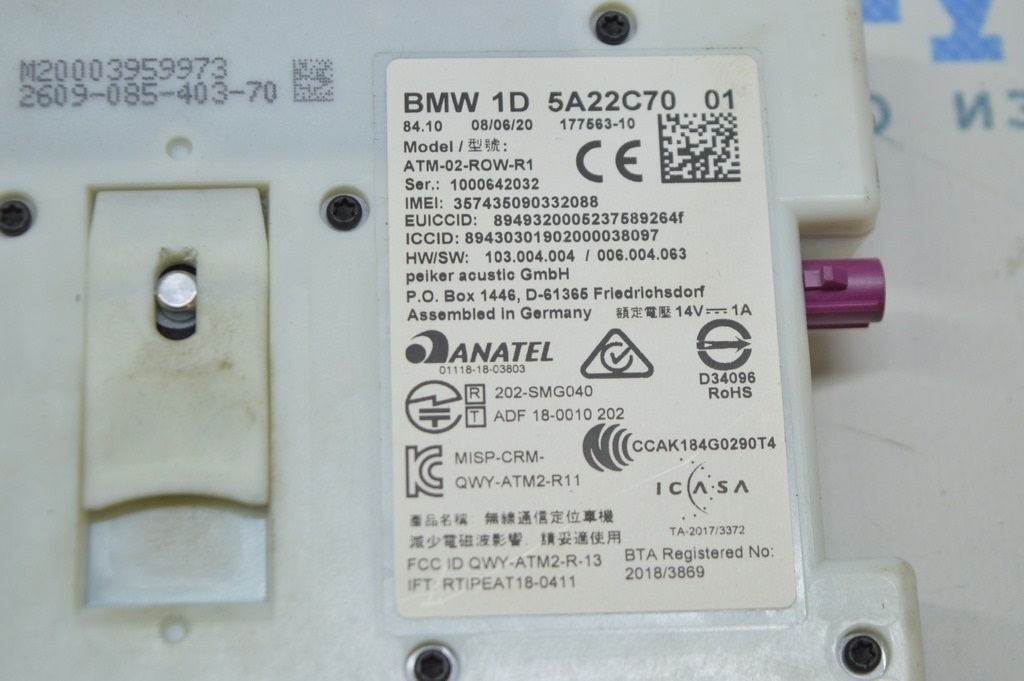 M20003959973
2609-085-403-70
BMW 1D 5A22C70 01
84.10 08/06/20 177563-10
Model / 型號:
ATM-02-ROW-R1
CE
Ser.: 1000642032
IMEI: 357435090332088
EUICCID: 8949320005237589264f
ICCID: 89430301902000038097
HW/SW: 103.004.004 / 006.004.063
peiker acustic GmbH
P.O. Box 1446, D-61365 Friedrichsdorf
Assembled in Germany 額定電壓 14V 1A
ANATEL
01118-18-03803
D34096
RoHS
R 202-SMG040
T ADF 18-0010 202
CCAK184G0290T4
MISP-CRM-
QWY-ATM2-R11
ICASA
TA-2017/3372
產品名稱: 無線通信定位車機
減少電磁波影響, 請妥適使用
FCC ID QWY-ATM2-R-13
IFT: RTIPEAT18-0411
BTA Registered No:
2018/3869